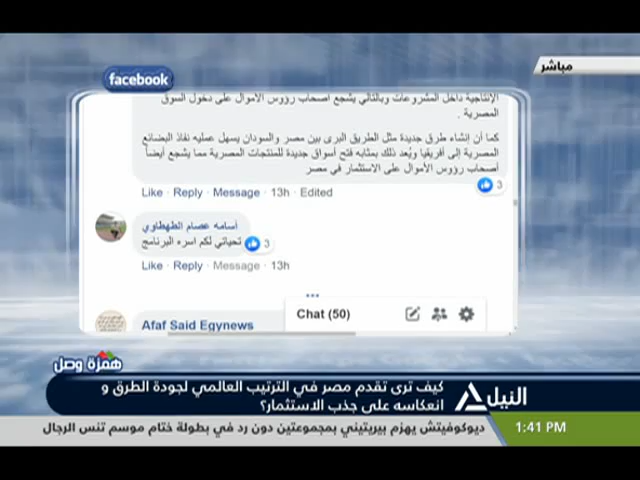 facebook
مباشر
الإنتاجية داخل المشروعات وبالتالي يشجع أصحاب رؤوس الأموال على دخول السوق
المصرية .
كما أن إنشاء طرق جديدة مثل الطريق البرى بين مصر والسودان يسهل عمليه نفاذ البضائع
المصرية إلى أفريقيا ويُعد ذلك بمثابه فتح أسواق جديدة للمنتجات المصرية مما يشجع أيضاً
أصحاب رؤوس الأموال على الاستثمار في مصر
3
Like · Reply · Message · 13h · Edited
أسامه عصام الطهطاوي
تحياتي لكم اسره البرنامج
3
Like · Reply · Message · 13h
Chat (50)
Afaf Said Egynews
همزة وصل
كيف ترى تقدم مصر في الترتيب العالمي لجودة الطرق و
انعكاسه على جذب الاستثمار؟
النيل
ديوكوفيتش يهزم بيريتيني بمجموعتين دون رد في بطولة ختام موسم تنس الرجال
1:41 PM